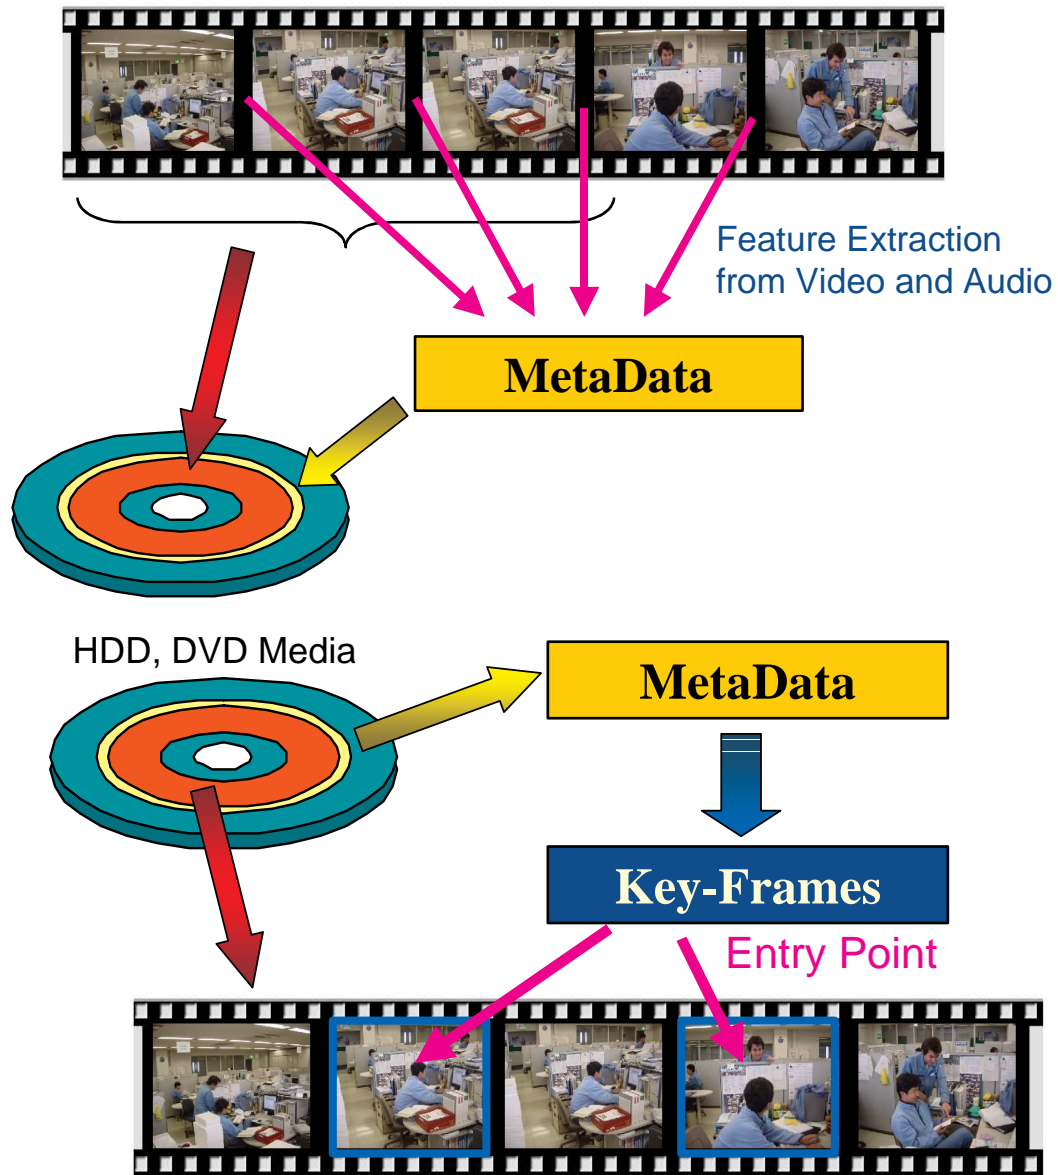 Feature Extraction
from Video and Audio
MetaData
HDD, DVD Media
MetaData
Key-Frames
Entry Point